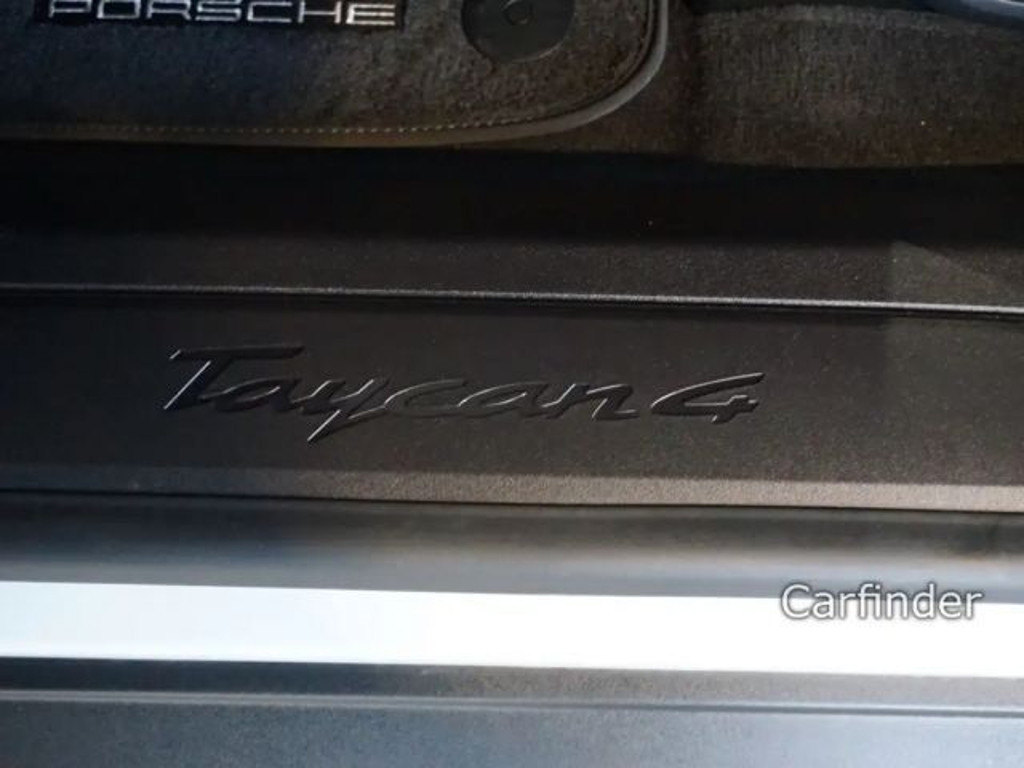 PORSCHE
Taycan 4
Carfinder